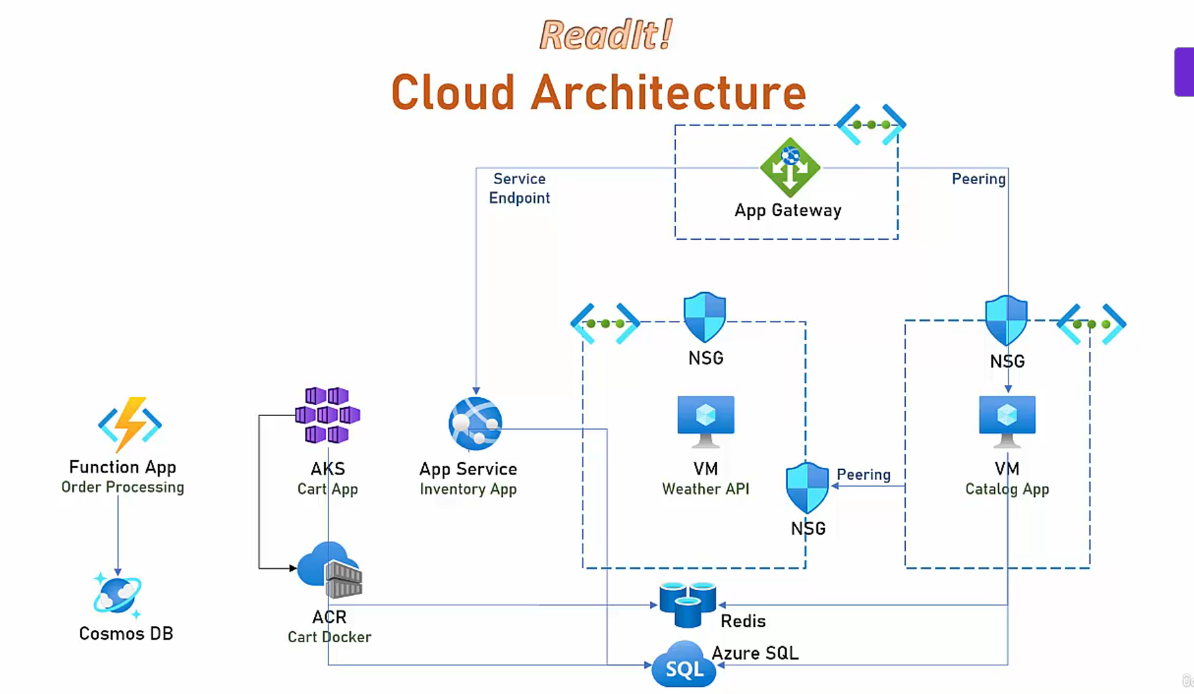 ReadIt!
Cloud Architecture
Service
Endpoint
Peering
App Gateway
NSG
NSG
Function App
Order Processing
AKS
Cart App
App Service
Inventory App
VM
Weather API
Peering
VM
Catalog App
NSG
Cosmos DB
ACR
Cart Docker
Redis
Azure SQL
SQL